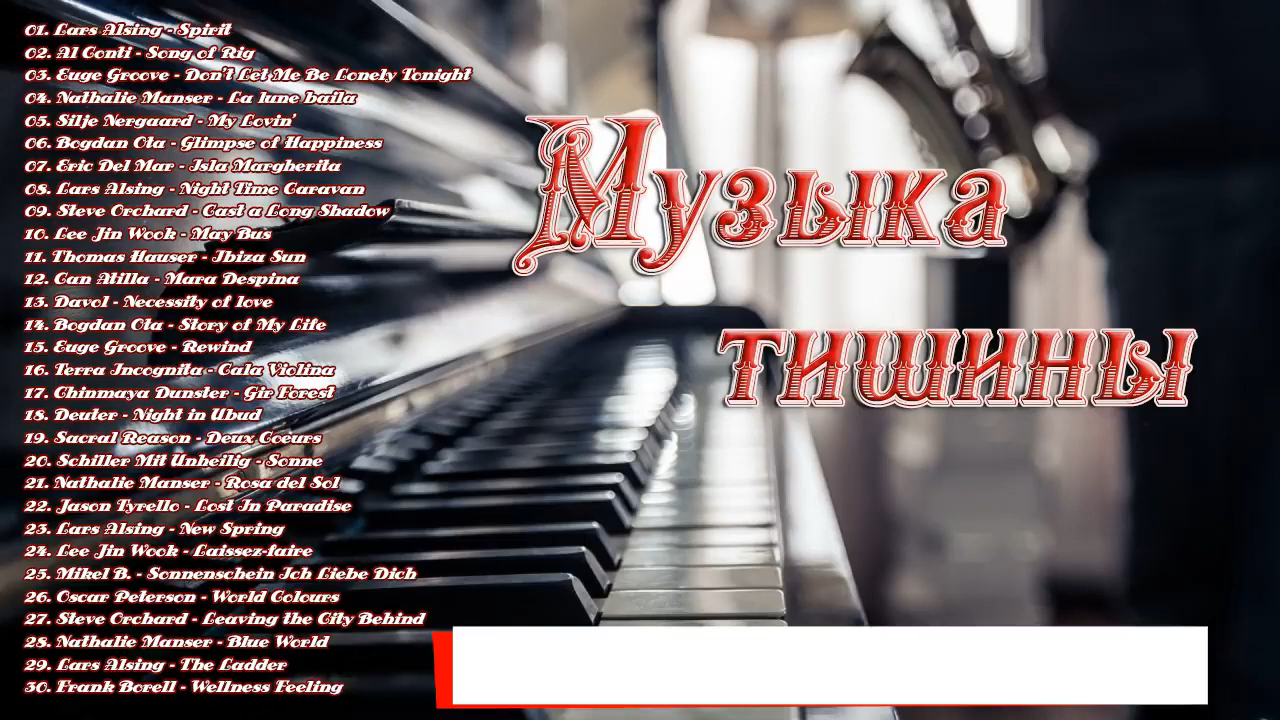 01. Lars Alsing - Spirit
02. Al Conti - Song of Rig
03. Euge Groove - Don't Let Me Be Lonely Tonight
04. Nathalie Manser - La lune baila
05. Silje Nergaard - My Lovin'
06. Bogdan Ota - Glimpse of Happiness
07. Eric Del Mar - Isla Margherita
08. Lars Alsing - Night Time Caravan
09. Steve Orchard - Cast a Long Shadow
10. Lee Jin Wook - May Bus
11. Thomas Hauser - Ibiza Sun
12. Can Atilla - Mara Despina
13. Davol - Necessity of love
14. Bogdan Ota - Story of My Life
15. Euge Groove - Rewind
16. Terra Incognita - Cala Violina
17. Chinmaya Dunster - Gir Forest
18. Deuter - Night in Ubud
19. Sacral Reason - Deux Coeurs
20. Schiller Mit Unheilig - Sonne
21. Nathalie Manser - Rosa del Sol
22. Jason Tyrello - Lost In Paradise
23. Lars Alsing - New Spring
24. Lee Jin Wook - Laissez-faire
25. Mikel B. - Sonnenschein Ich Liebe Dich
26. Oscar Peterson - World Colours
27. Steve Orchard - Leaving the City Behind
28. Nathalie Manser - Blue World
29. Lars Alsing - The Ladder
30. Frank Borell - Wellness Feeling
Музыка
тишины